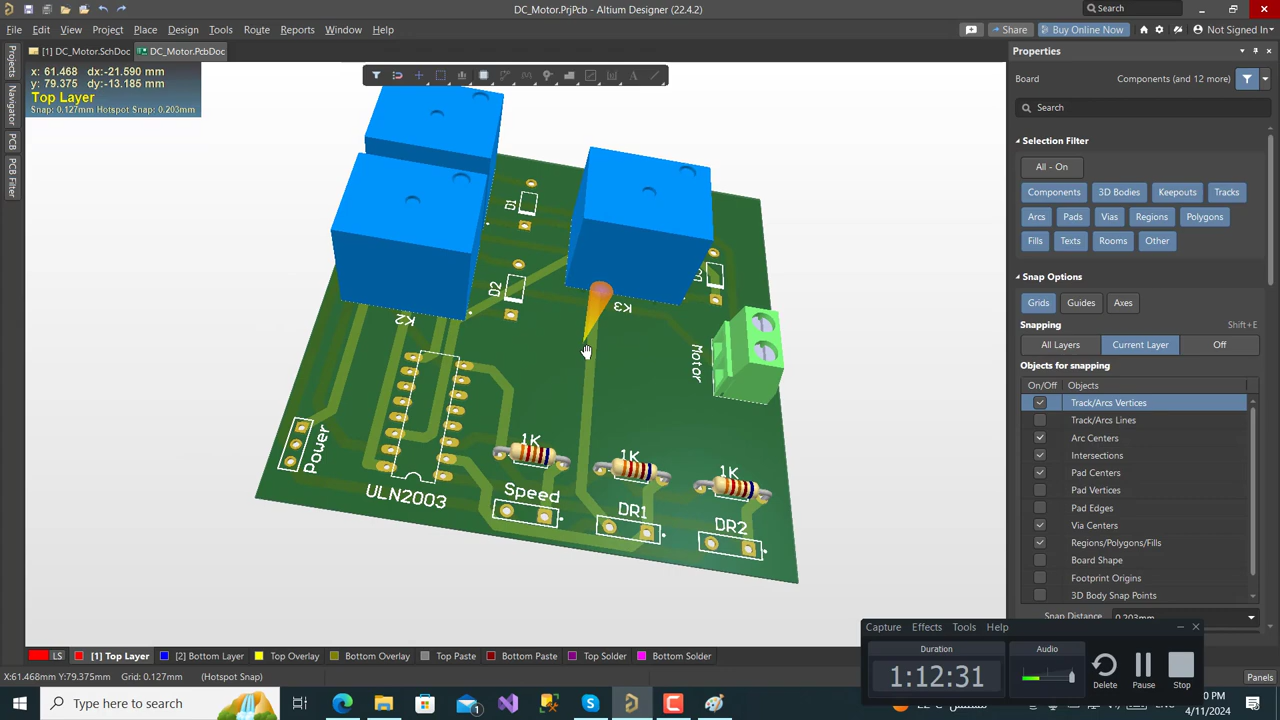 DC_Motor.PrjPcb - Altium Designer (22.4.2)
Search
File Edit View Project Place Design Tools Route Reports Window Help
Share Buy Online Now Not Signed In
[1] DC_Motor.SchDoc DC_Motor.PcbDoc
Projects
Navigator
PCB
PCB Filter
x: 61.468 dx:-21.590 mm
y: 79.375 dy:-13.185 mm
Top Layer
Snap: 0.127mm Hotspot Snap: 0.203mm
D1
D2
K2
K3
Motor
Power
ULN2003
1K
1K
1K
Speed
DR1
DR2
Properties
Board Components (and 12 more)
Search
Selection Filter
All - On
Components 3D Bodies Keepouts Tracks
Arcs Pads Vias Regions Polygons
Fills Texts Rooms Other
Snap Options
Grids Guides Axes
Snapping Shift+E
All Layers Current Layer Off
Objects for snapping
On/Off Objects
Track/Arcs Vertices
Track/Arcs Lines
Arc Centers
Intersections
Pad Centers
Pad Vertices
Pad Edges
Via Centers
Regions/Polygons/Fills
Board Shape
Footprint Origins
3D Body Snap Points
Snap Distance 0.203mm
Capture Effects Tools Help
Duration
1:12:31
Audio
Delete Pause Stop
LS [1] Top Layer [2] Bottom Layer Top Overlay Bottom Overlay Top Paste Bottom Paste Top Solder Bottom Solder
X:61.468mm Y:79.375mm Grid: 0.127mm (Hotspot Snap)
Panels
Type here to search
4/11/2024